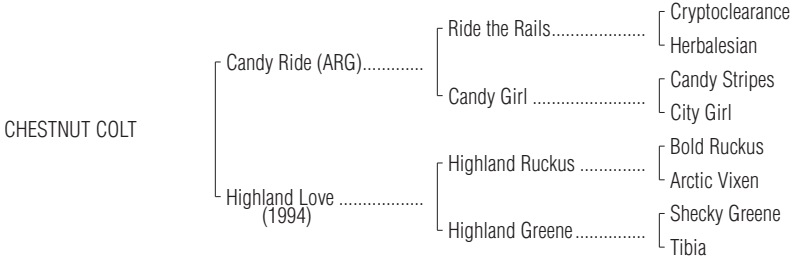 Cryptoclearance
Ride the Rails.....................
Herbalesian
Candy Ride (ARG).............
Candy Stripes
Candy Girl .........................
City Girl
CHESTNUT COLT
Bold Ruckus
Highland Ruckus ..............
Arctic Vixen
Highland Love ..................
(1994)
Shecky Greene
Highland Greene...............
Tibia